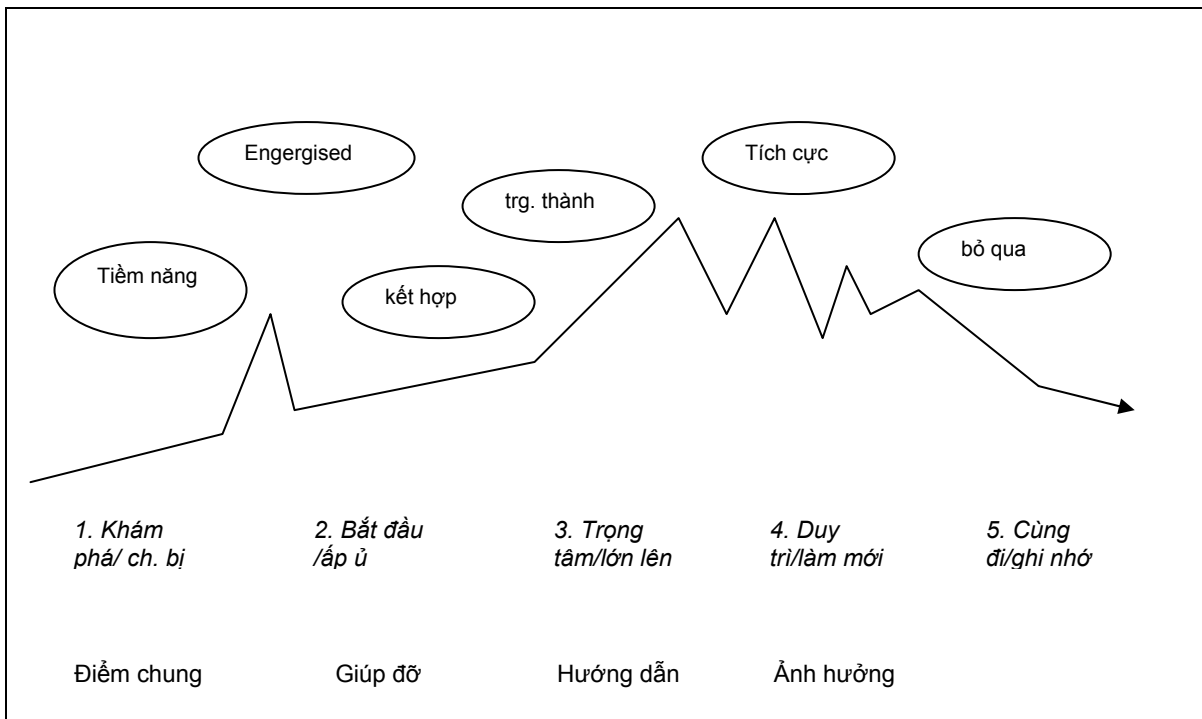 Engergised
Tích cực
trg. thành
bỏ qua
Tiềm năng
kết hợp
1. Khám
phá/ ch. bị
2. Bắt đầu
/ấp ủ
3. Trọng
tâm/lớn lên
4. Duy
trì/làm mới
5. Cùng
đi/ghi nhớ
Điểm chung
Giúp đỡ
Hướng dẫn
Ảnh hưởng